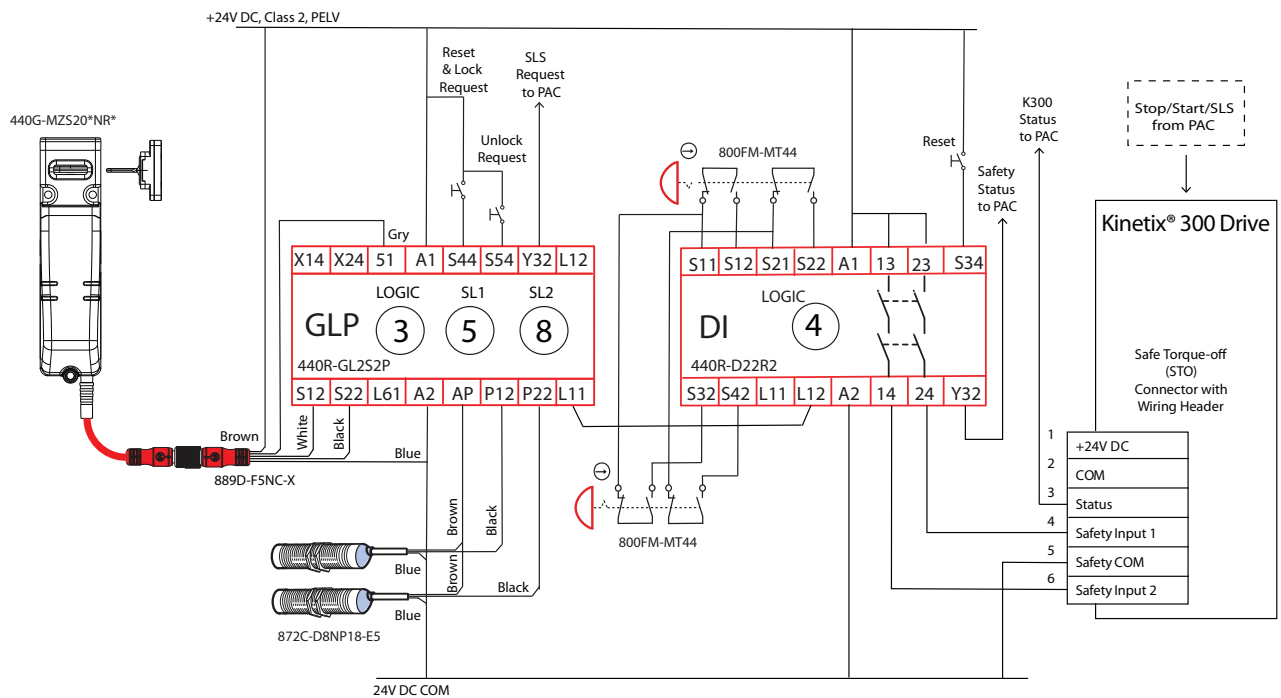 +24V DC, Class 2, PELV
Reset
& Lock
Request
SLS
Request
to PAC
Unlock
Request
440G-MZS20*NR*
800FM-MT44
Reset
Safety
Status
to PAC
K300
Status
to PAC
Stop/Start/SLS
from PAC
Kinetix® 300 Drive
Gry
X14 X24 51 A1 S44 S54 Y32 L12
LOGIC SL1 SL2
GLP 3 5 8
440R-GL2S2P
S12 S22 L61 A2 AP P12 P22 L11
S11 S12 S21 S22 A1 13 23 S34
LOGIC
DI 4
440R-D22R2
S32 S42 L11 L12 A2 14 24 Y32
Safe Torque-off
(STO)
Connector with
Wiring Header
1 +24V DC
2 COM
3 Status
4 Safety Input 1
5 Safety COM
6 Safety Input 2
Brown
White
Black
Blue
889D-F5NC-X
Brown
Black
Blue
Brown
Black
Blue
872C-D8NP18-E5
800FM-MT44
24V DC COM